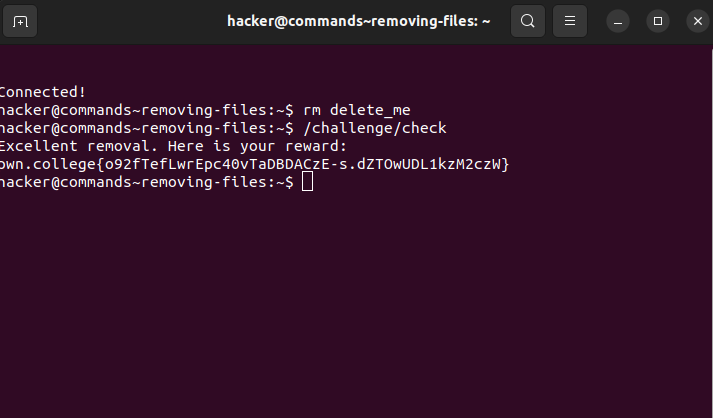 hacker@commands~removing-files: ~
Connected!
hacker@commands~removing-files:~$ rm delete_me
hacker@commands~removing-files:~$ /challenge/check
Excellent removal. Here is your reward:
pwn.college{o92fTefLwrEpc40vTaDBDACzE-s.dZTOwUDL1kzM2czW}
hacker@commands~removing-files:~$